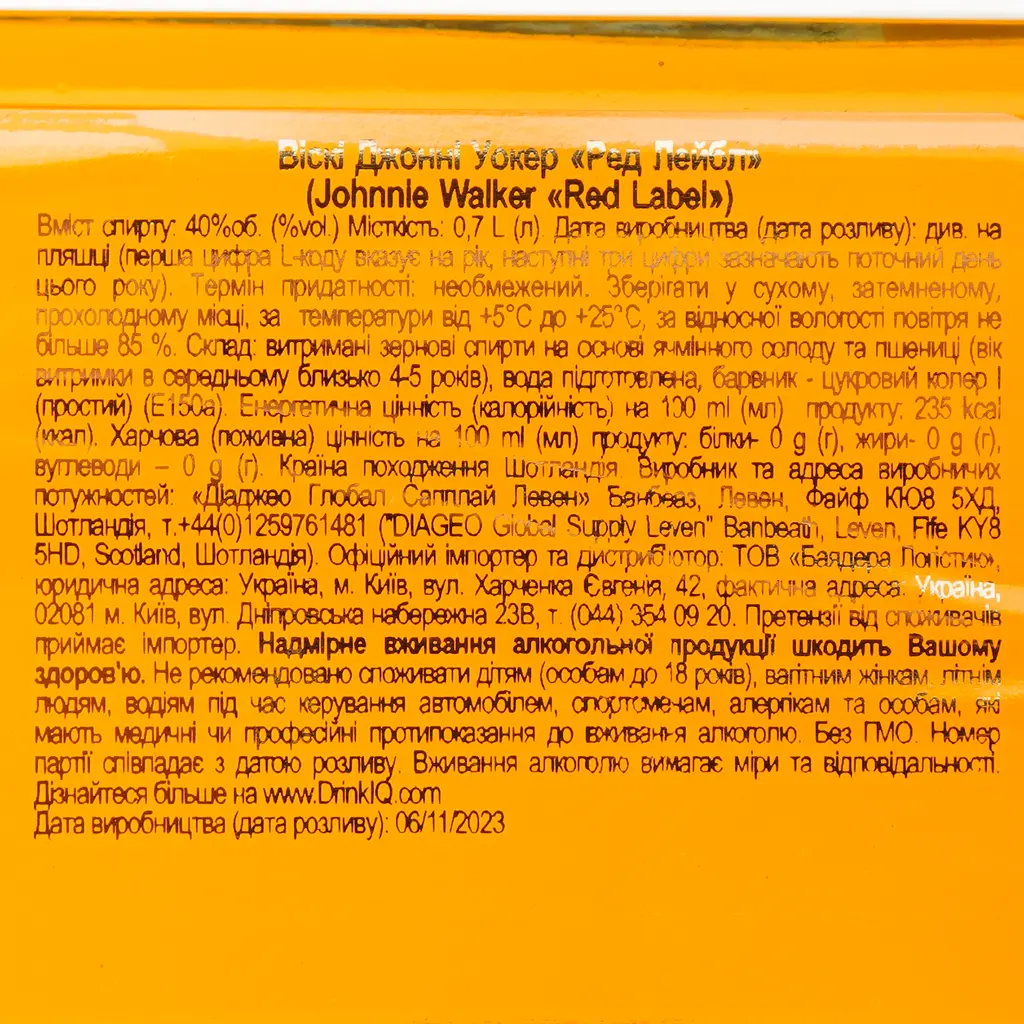 Віскі Джонні Уокер «Ред Лейбл»
(Johnnie Walker «Red Label»)
Вміст спирту: 40%об. (%vol.) Місткість: 0,7 L (л). Дата виробництва (дата розливу): див. на
пляшці (перша цифра L-коду вказує на рік, наступні три цифри зазначають поточний день
цього року). Термін придатності: необмежений. Зберігати у сухому, затемненому,
прохолодному місці, за температури від +5°С до +25°С, за відносної вологості повітря не
більше 85 %. Склад: витримані зернові спирти на основі ячмінного солоду та пшениці (вік
витримки в середньому близько 4-5 років), вода підготовлена, барвник - цукровий колер І
(простий) (Е150а). Енергетична цінність (калорійність) на 100 ml (мл) продукту: 235 kcal
(ккал). Харчова (поживна) цінність на 100 ml (мл) продукту: білки- 0 g (г), жири- 0 g (г),
вуглеводи – 0 g (г). Країна походження Шотландія. Виробник та адреса виробничих
потужностей: «Діаджео Глобал Сапплай Левен» Банбеаз, Левен, Файф КЮ8 5ХД,
Шотландія, т.+44(0)1259761481 ("DIAGEO Global Supply Leven" Banbeath, Leven, Fife KY8
5HD, Scotland, Шотландія). Офіційний імпортер та дистриб'ютор: ТОВ «Баядера Логістик»,
юридична адреса: Україна, м. Київ, вул. Харченка Євгенія, 42, фактична адреса: Україна,
02081 м. Київ, вул. Дніпровська набережна 23В, т. (044) 354 09 20. Претензії від споживачів
приймає імпортер. Надмірне вживання алкогольної продукції шкодить Вашому
здоров'ю. Не рекомендовано споживати дітям (особам до 18 років), вагітним жінкам, літнім
людям, водіям під час керування автомобілем, спортсменам, алергікам та особам, які
мають медичні чи професійні протипоказання до вживання алкоголю. Без ГМО. Номер
партії співпадає з датою розливу. Вживання алкоголю вимагає міри та відповідальності.
Дізнайтеся більше на www.DrinkIQ.com
Дата виробництва (дата розливу): 06/11/2023